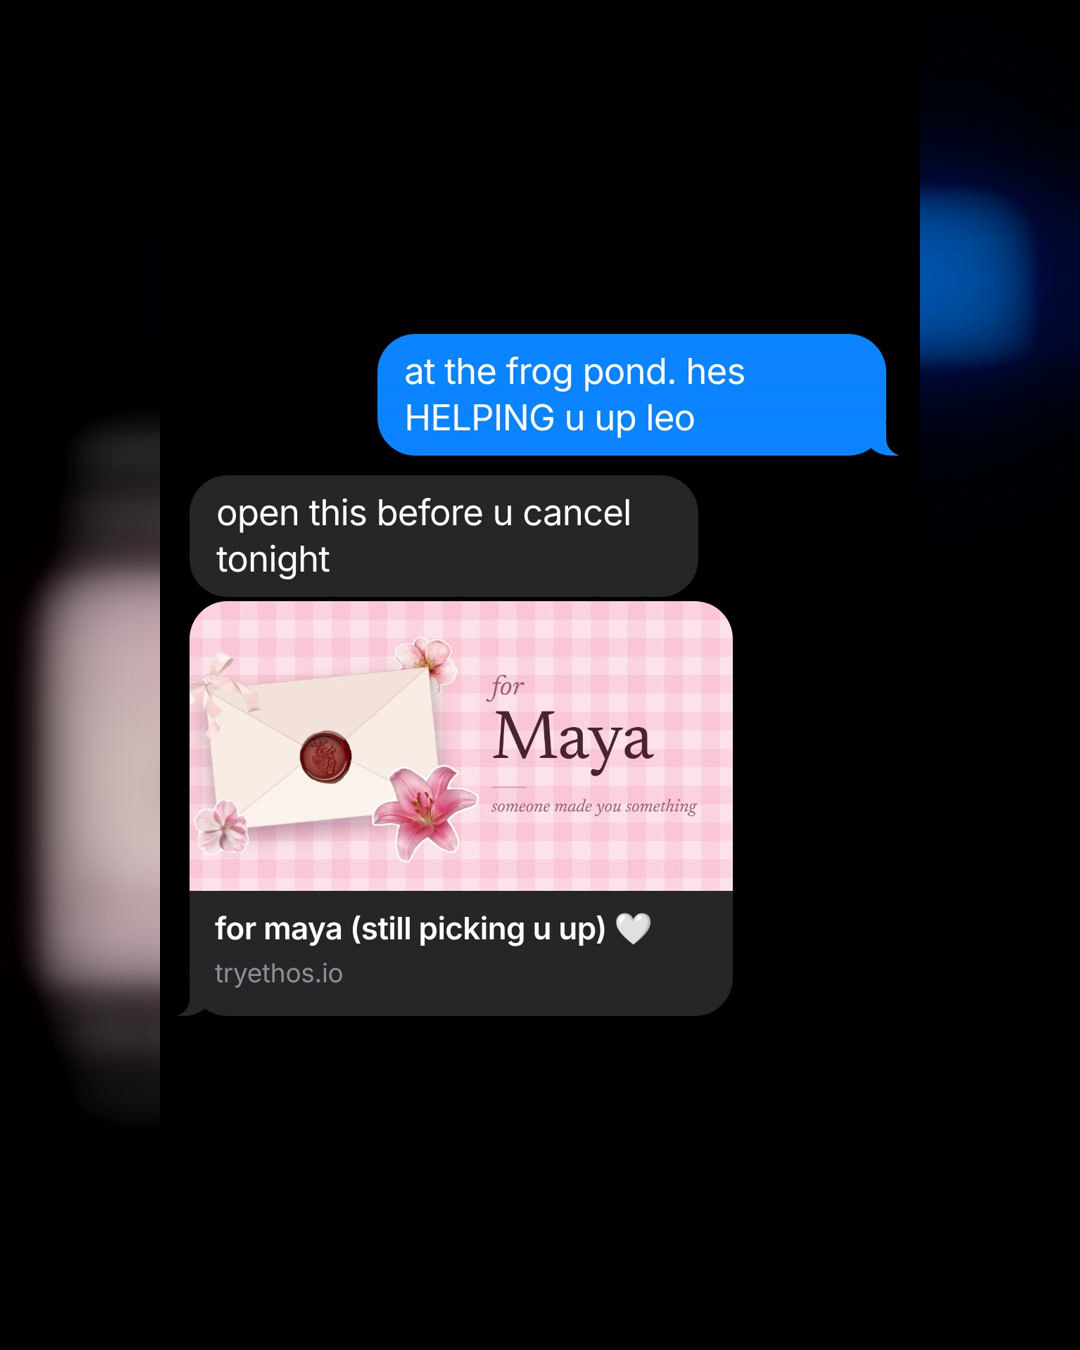 at the frog pond. hes
HELPING u up leo
open this before u cancel
tonight
for
Maya
someone made you something
for maya (still picking u up) 🤍
tryethos.io